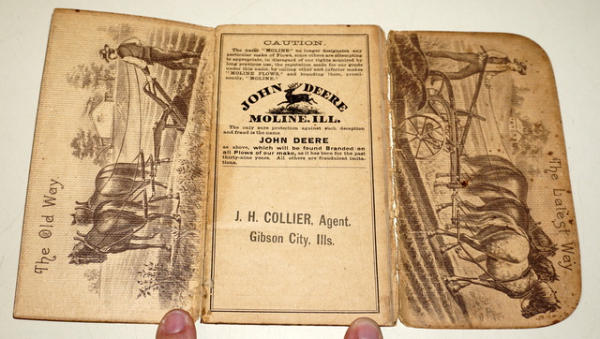 The Old Way
CAUTION.
The name "MOLINE" no longer designates any
particular make of Plows, since others are attempting
to appropriate, in disregard of our rights acquired by
long previous use, the reputation made for our goods
under this name, by calling other and inferior makes
"MOLINE PLOWS," and branding them, promi-
nently, "MOLINE."
JOHN DEERE
MOLINE. ILL.
The only sure protection against such deception
and fraud is the name
JOHN DEERE
as above, which will be found Branded on
all Plows of our make, as it has been for the past
thirty-nine years. All others are fraudulent imita-
tions.
J. H. COLLIER, Agent.
Gibson City. Ills.
The Latest Way